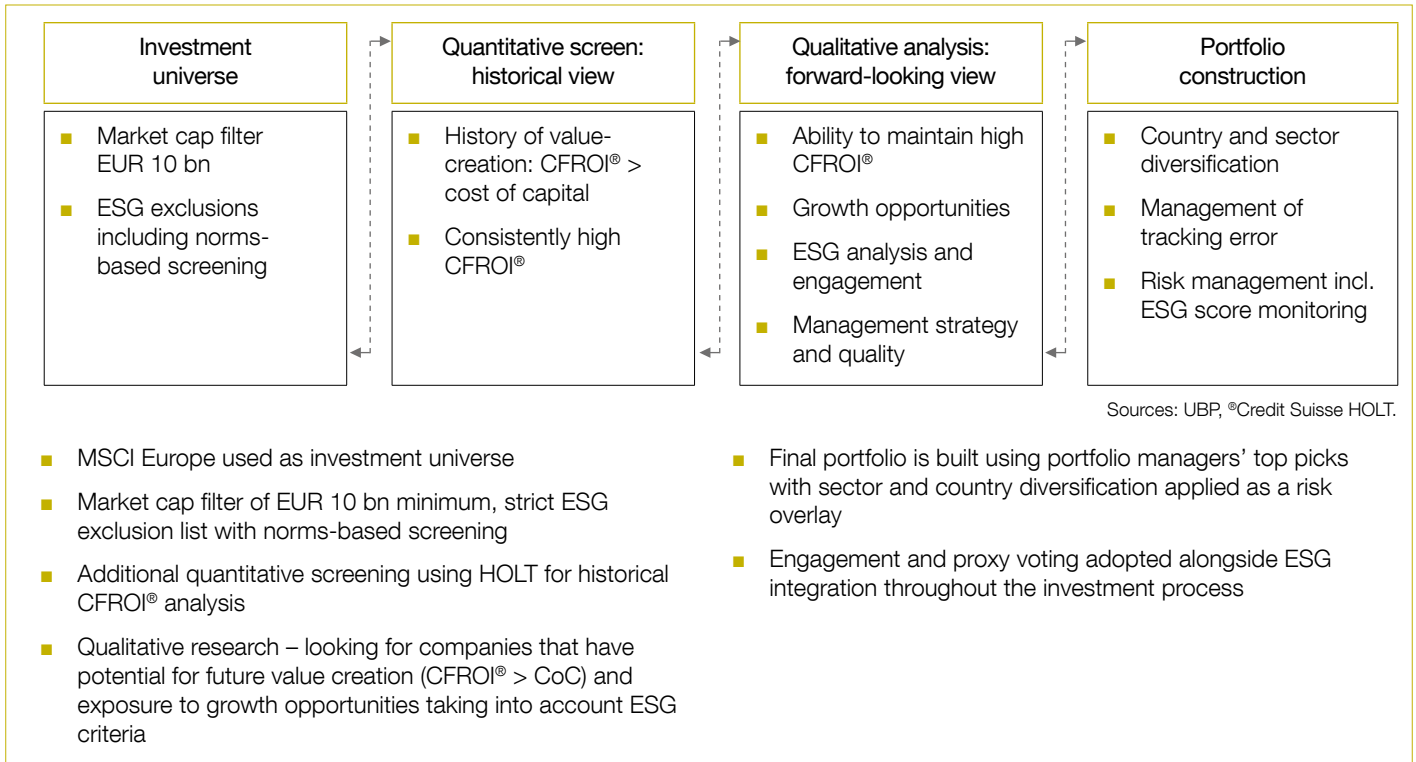 Investment
universe
Quantitative screen:
historical view
Qualitative analysis:
forward-looking view
Portfolio
construction
■ Market cap filter
EUR 10 bn
■ ESG exclusions
including norms-
based screening
■ History of value-
creation: CFROI® >
cost of capital
■ Consistently high
CFROI®
■ Ability to maintain high
CFROI®
■ Growth opportunities
■ ESG analysis and
engagement
■ Management strategy
and quality
■ Country and sector
diversification
■ Management of
tracking error
■ Risk management incl.
ESG score monitoring
Sources: UBP, ®Credit Suisse HOLT.
■ MSCI Europe used as investment universe
■ Market cap filter of EUR 10 bn minimum, strict ESG
exclusion list with norms-based screening
■ Additional quantitative screening using HOLT for historical
CFROI® analysis
■ Qualitative research – looking for companies that have
potential for future value creation (CFROI® > CoC) and
exposure to growth opportunities taking into account ESG
criteria
■ Final portfolio is built using portfolio managers’ top picks
with sector and country diversification applied as a risk
overlay
■ Engagement and proxy voting adopted alongside ESG
integration throughout the investment process